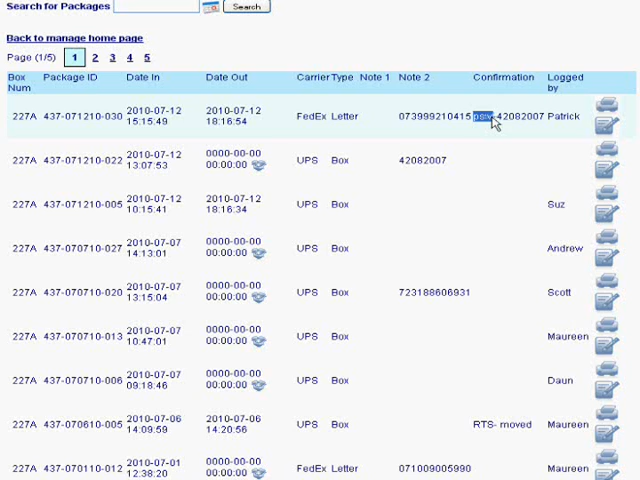 Search for Packages Search
Back to manage home page
Page (1/5) 1 2 3 4 5
Box Num Package ID Date In Date Out Carrier Type Note 1 Note 2 Confirmation Logged by
227A 437-071210-030 2010-07-12 15:15:49 2010-07-12 18:16:54 FedEx Letter 073999210415 42082007 Patrick
227A 437-071210-022 2010-07-12 13:07:53 0000-00-00 00:00:00 UPS Box 42082007
227A 437-071210-005 2010-07-12 10:15:41 2010-07-12 18:16:34 UPS Box Suz
227A 437-070710-027 2010-07-07 14:13:01 0000-00-00 00:00:00 UPS Box Andrew
227A 437-070710-020 2010-07-07 13:15:04 0000-00-00 00:00:00 UPS Box 723188606931 Scott
227A 437-070710-013 2010-07-07 10:47:01 0000-00-00 00:00:00 UPS Box Maureen
227A 437-070710-006 2010-07-07 09:18:46 0000-00-00 00:00:00 UPS Box Daun
227A 437-070610-005 2010-07-06 14:09:59 2010-07-06 14:20:56 UPS Box RTS- moved Maureen
227A 437-070110-012 2010-07-01 12:38:20 0000-00-00 00:00:00 FedEx Letter 071009005990 Maureen